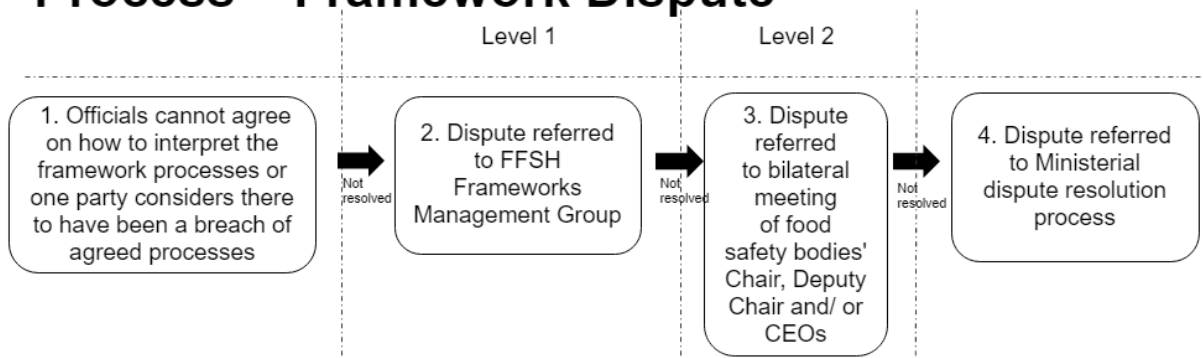 Process – Framework Dispute
Level 1
Level 2
1. Officials cannot agree
on how to interpret the
framework processes or
one party considers there
to have been a breach of
agreed processes
Not
resolved
2. Dispute referred
to FFSH
Frameworks
Management Group
Not
resolved
3. Dispute
referred
to bilateral
meeting
of food
safety bodies'
Chair, Deputy
Chair and/ or
CEOs
Not
resolved
4. Dispute referred
to Ministerial
dispute resolution
process